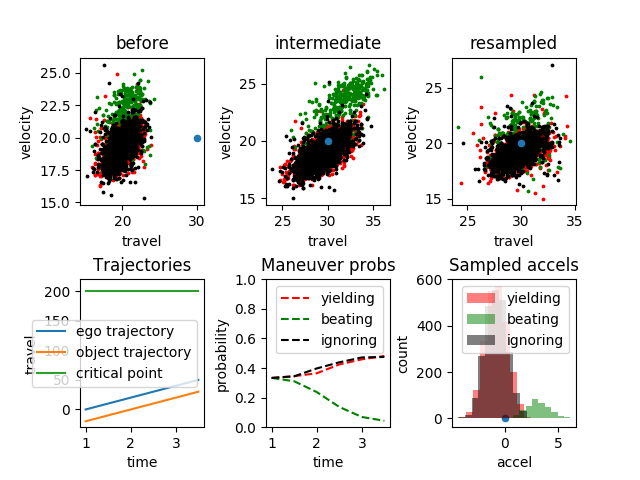 before
intermediate
resampled
25.0
22.5
20.0
17.5
15.0
velocity
20
30
travel
25
20
15
velocity
25
30
35
travel
25
20
15
velocity
25
30
35
travel
Trajectories
Maneuver probs
Sampled accels
200
150
100
50
0
travel
ego trajectory
object trajectory
critical point
1
2
3
time
1.0
0.8
0.6
0.4
0.2
0.0
probability
yielding
beating
ignoring
1
2
3
time
600
400
200
0
count
yielding
beating
ignoring
0
5
accel